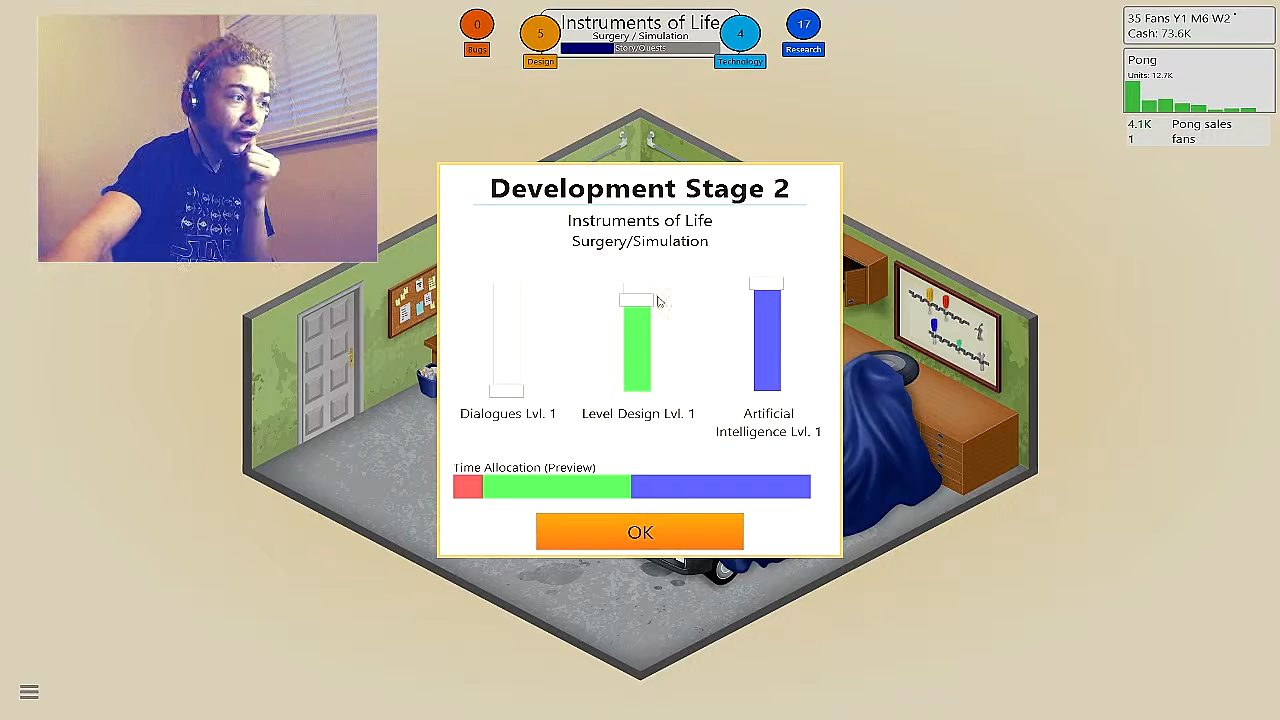 0
Bugs
5
Design
Instruments of Life
Surgery / Simulation
Story/Quests
4
Technology
17
Research
35 Fans Y1 M6 W2
Cash: 73.6K
Pong
Units: 12.7K
4.1K Pong sales
1 fans
Development Stage 2
Instruments of Life
Surgery/Simulation
Dialogues Lvl. 1
Level Design Lvl. 1
Artificial
Intelligence Lvl. 1
Time Allocation (Preview)
OK